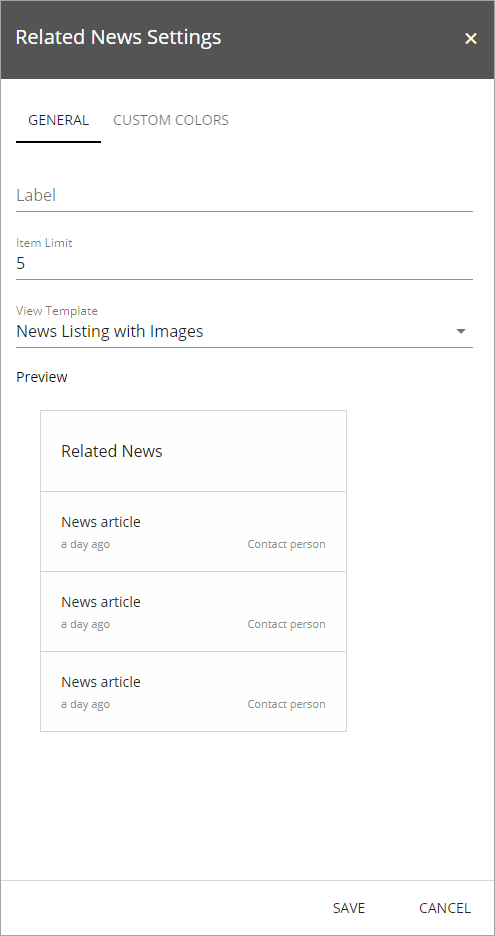 Related News Settings
GENERAL CUSTOM COLORS
Label
Item Limit
5
View Template
News Listing with Images
Preview
Related News
News article
a day ago Contact person
News article
a day ago Contact person
News article
a day ago Contact person
SAVE CANCEL